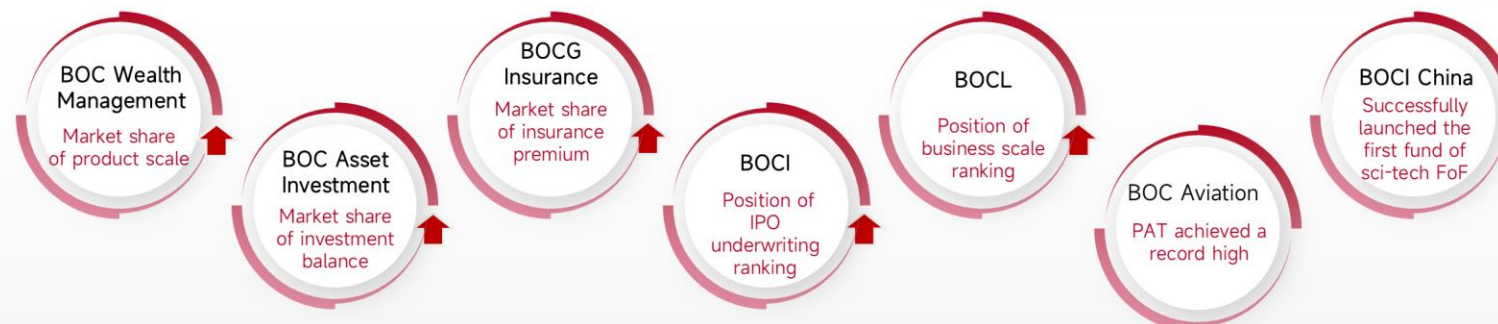 BOC Wealth
Management
Market share
of product scale
BOC Asset
Investment
Market share
of investment
balance
BOCG
Insurance
Market share
of insurance
premium
BOCI
Position of
IPO
underwriting
ranking
BOCL
Position of
business scale
ranking
BOC Aviation
PAT achieved a
record high
BOCI China
Successfully
launched the
first fund of
sci-tech FoF